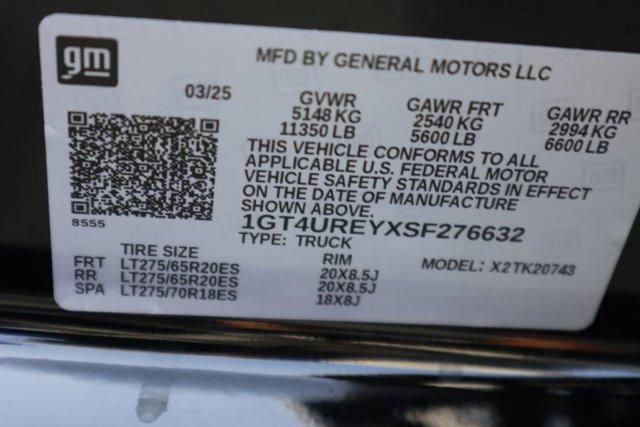 gm
MFD BY GENERAL MOTORS LLC
03/25
GVWR GAWR FRT GAWR RR
5148 KG 2540 KG 2994 KG
11350 LB 5600 LB 6600 LB
THIS VEHICLE CONFORMS TO ALL
APPLICABLE U.S. FEDERAL MOTOR
VEHICLE SAFETY STANDARDS IN EFFECT
ON THE DATE OF MANUFACTURE
SHOWN ABOVE.
8555
1GT4UREYXSF276632
TYPE: TRUCK
MODEL: X2TK20743
TIRE SIZE RIM
FRT LT275/65R20ES 20X8.5J
RR LT275/65R20ES 20X8.5J
SPA LT275/70R18ES 18X8J